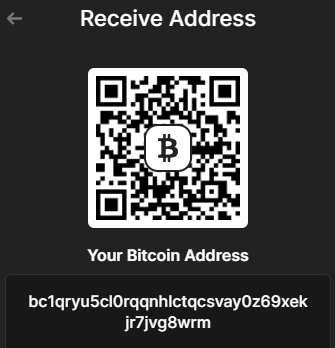 Receive Address
Your Bitcoin Address
bc1qryu5cl0rqqnhlctqcsvay0z69xek
jr7jvg8wrm